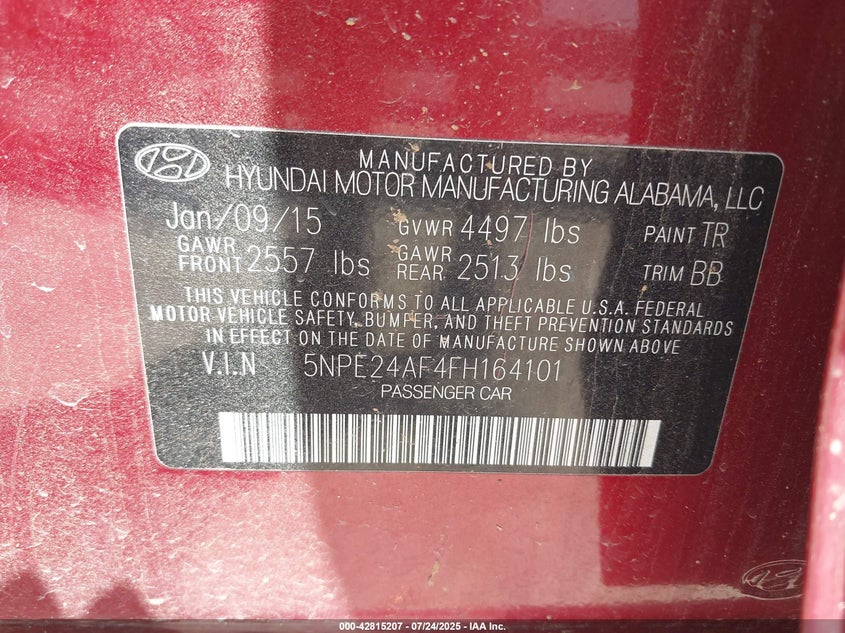 MANUFACTURED BY
HYUNDAI MOTOR MANUFACTURING ALABAMA, LLC
Jan/09/15 GVWR 4497 lbs PAINT TR
GAWR FRONT 2557 lbs GAWR REAR 2513 lbs TRIM BB
THIS VEHICLE CONFORMS TO ALL APPLICABLE U.S.A. FEDERAL
MOTOR VEHICLE SAFETY, BUMPER, AND THEFT PREVENTION STANDARDS
IN EFFECT ON THE DATE OF MANUFACTURE SHOWN ABOVE
V.I.N 5NPE24AF4FH164101
PASSENGER CAR
000-42815207 - 07/24/2025 - IAA Inc.